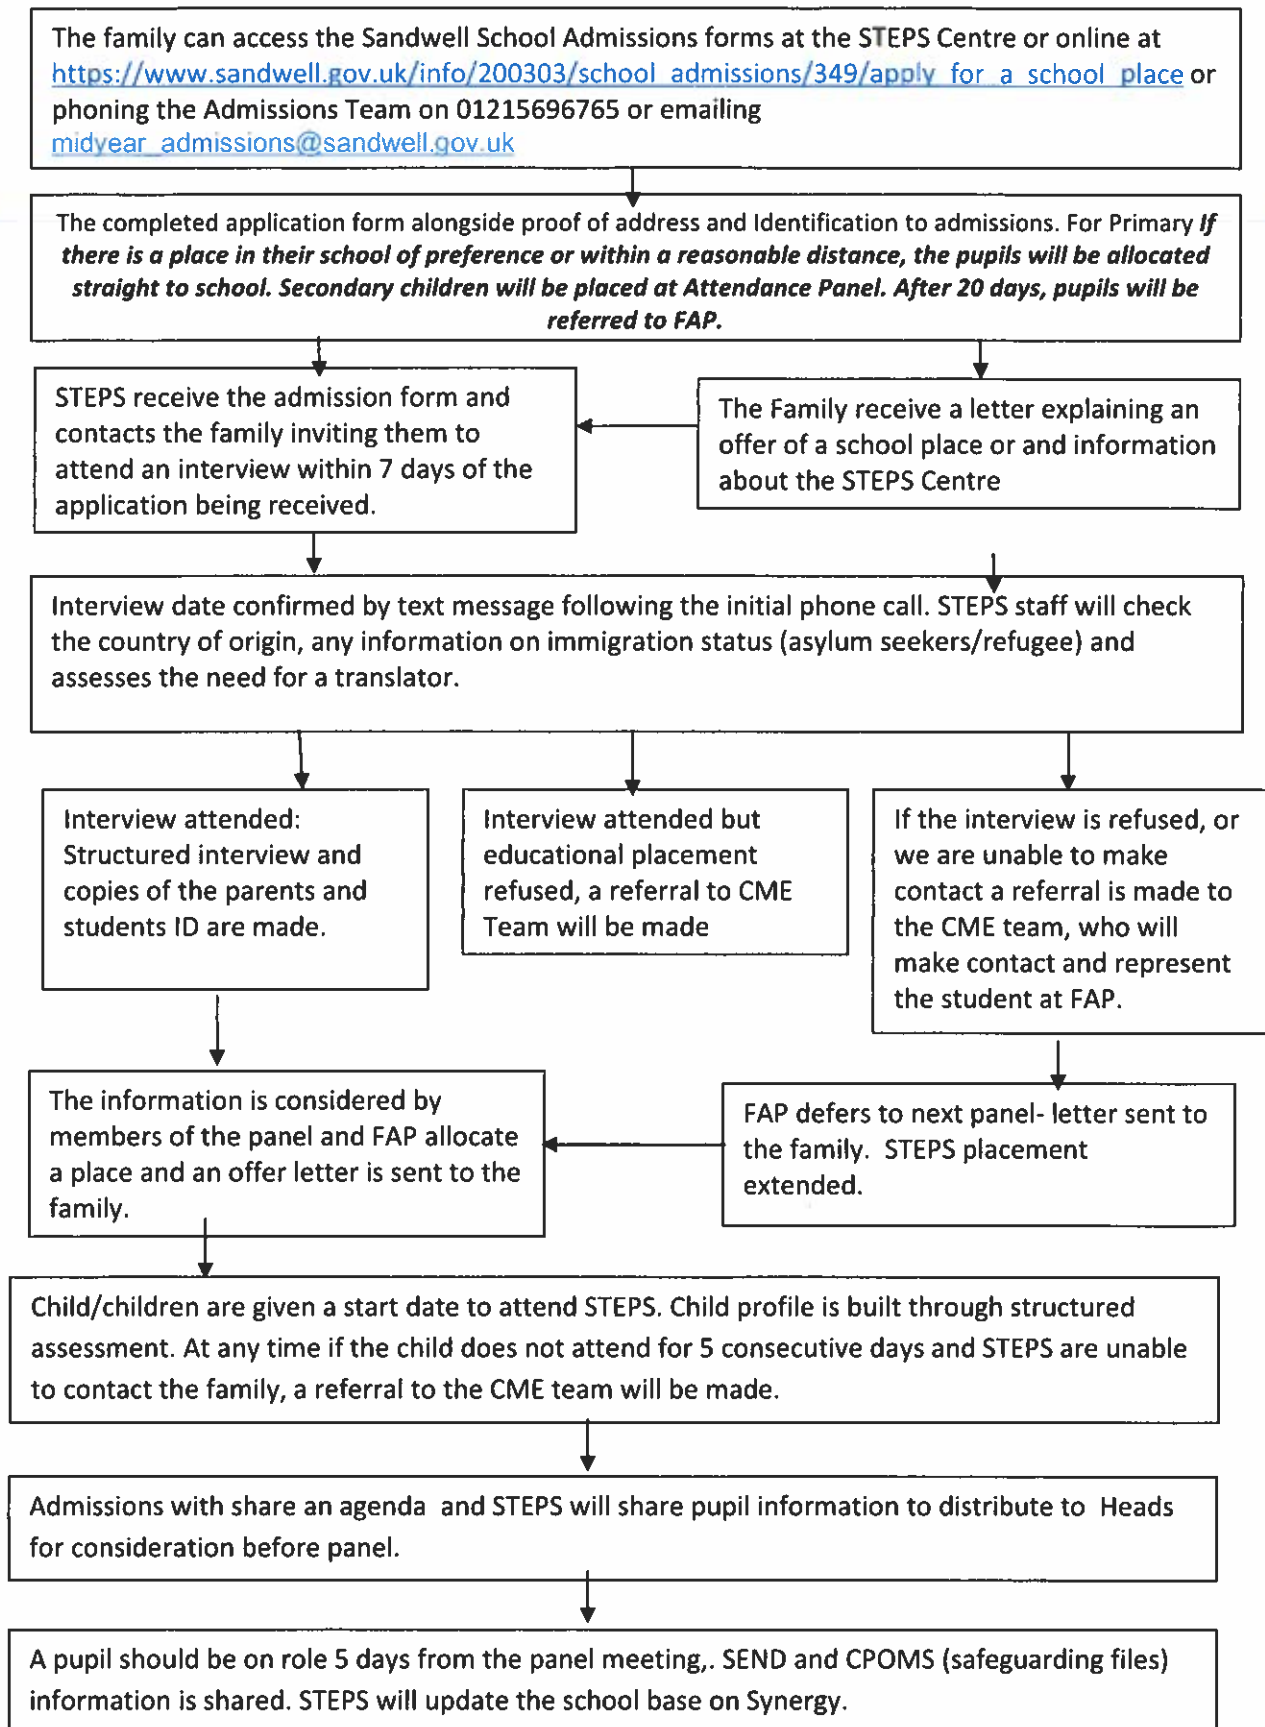 The family can access the Sandwell School Admissions forms at the STEPS Centre or online at
https://www.sandwell.gov.uk/info/200303/school_admissions/349/apply_for_a_school_place or
phoning the Admissions Team on 01215696765 or emailing
midyear_admissions@sandwell.gov.uk
The completed application form alongside proof of address and Identification to admissions. For Primary If
there is a place in their school of preference or within a reasonable distance, the pupils will be allocated
straight to school. Secondary children will be placed at Attendance Panel. After 20 days, pupils will be
referred to FAP.
STEPS receive the admission form and
contacts the family inviting them to
attend an interview within 7 days of the
application being received.
The Family receive a letter explaining an
offer of a school place or and information
about the STEPS Centre
Interview date confirmed by text message following the initial phone call. STEPS staff will check
the country of origin, any information on immigration status (asylum seekers/refugee) and
assesses the need for a translator.
Interview attended:
Structured interview and
copies of the parents and
students ID are made.
Interview attended but
educational placement
refused, a referral to CME
Team will be made
If the interview is refused, or
we are unable to make
contact a referral is made to
the CME team, who will
make contact and represent
the student at FAP.
The information is considered by
members of the panel and FAP allocate
a place and an offer letter is sent to the
family.
FAP defers to next panel- letter sent to
the family. STEPS placement
extended.
Child/children are given a start date to attend STEPS. Child profile is built through structured
assessment. At any time if the child does not attend for 5 consecutive days and STEPS are unable
to contact the family, a referral to the CME team will be made.
Admissions with share an agenda and STEPS will share pupil information to distribute to Heads
for consideration before panel.
A pupil should be on role 5 days from the panel meeting,. SEND and CPOMS (safeguarding files)
information is shared. STEPS will update the school base on Synergy.